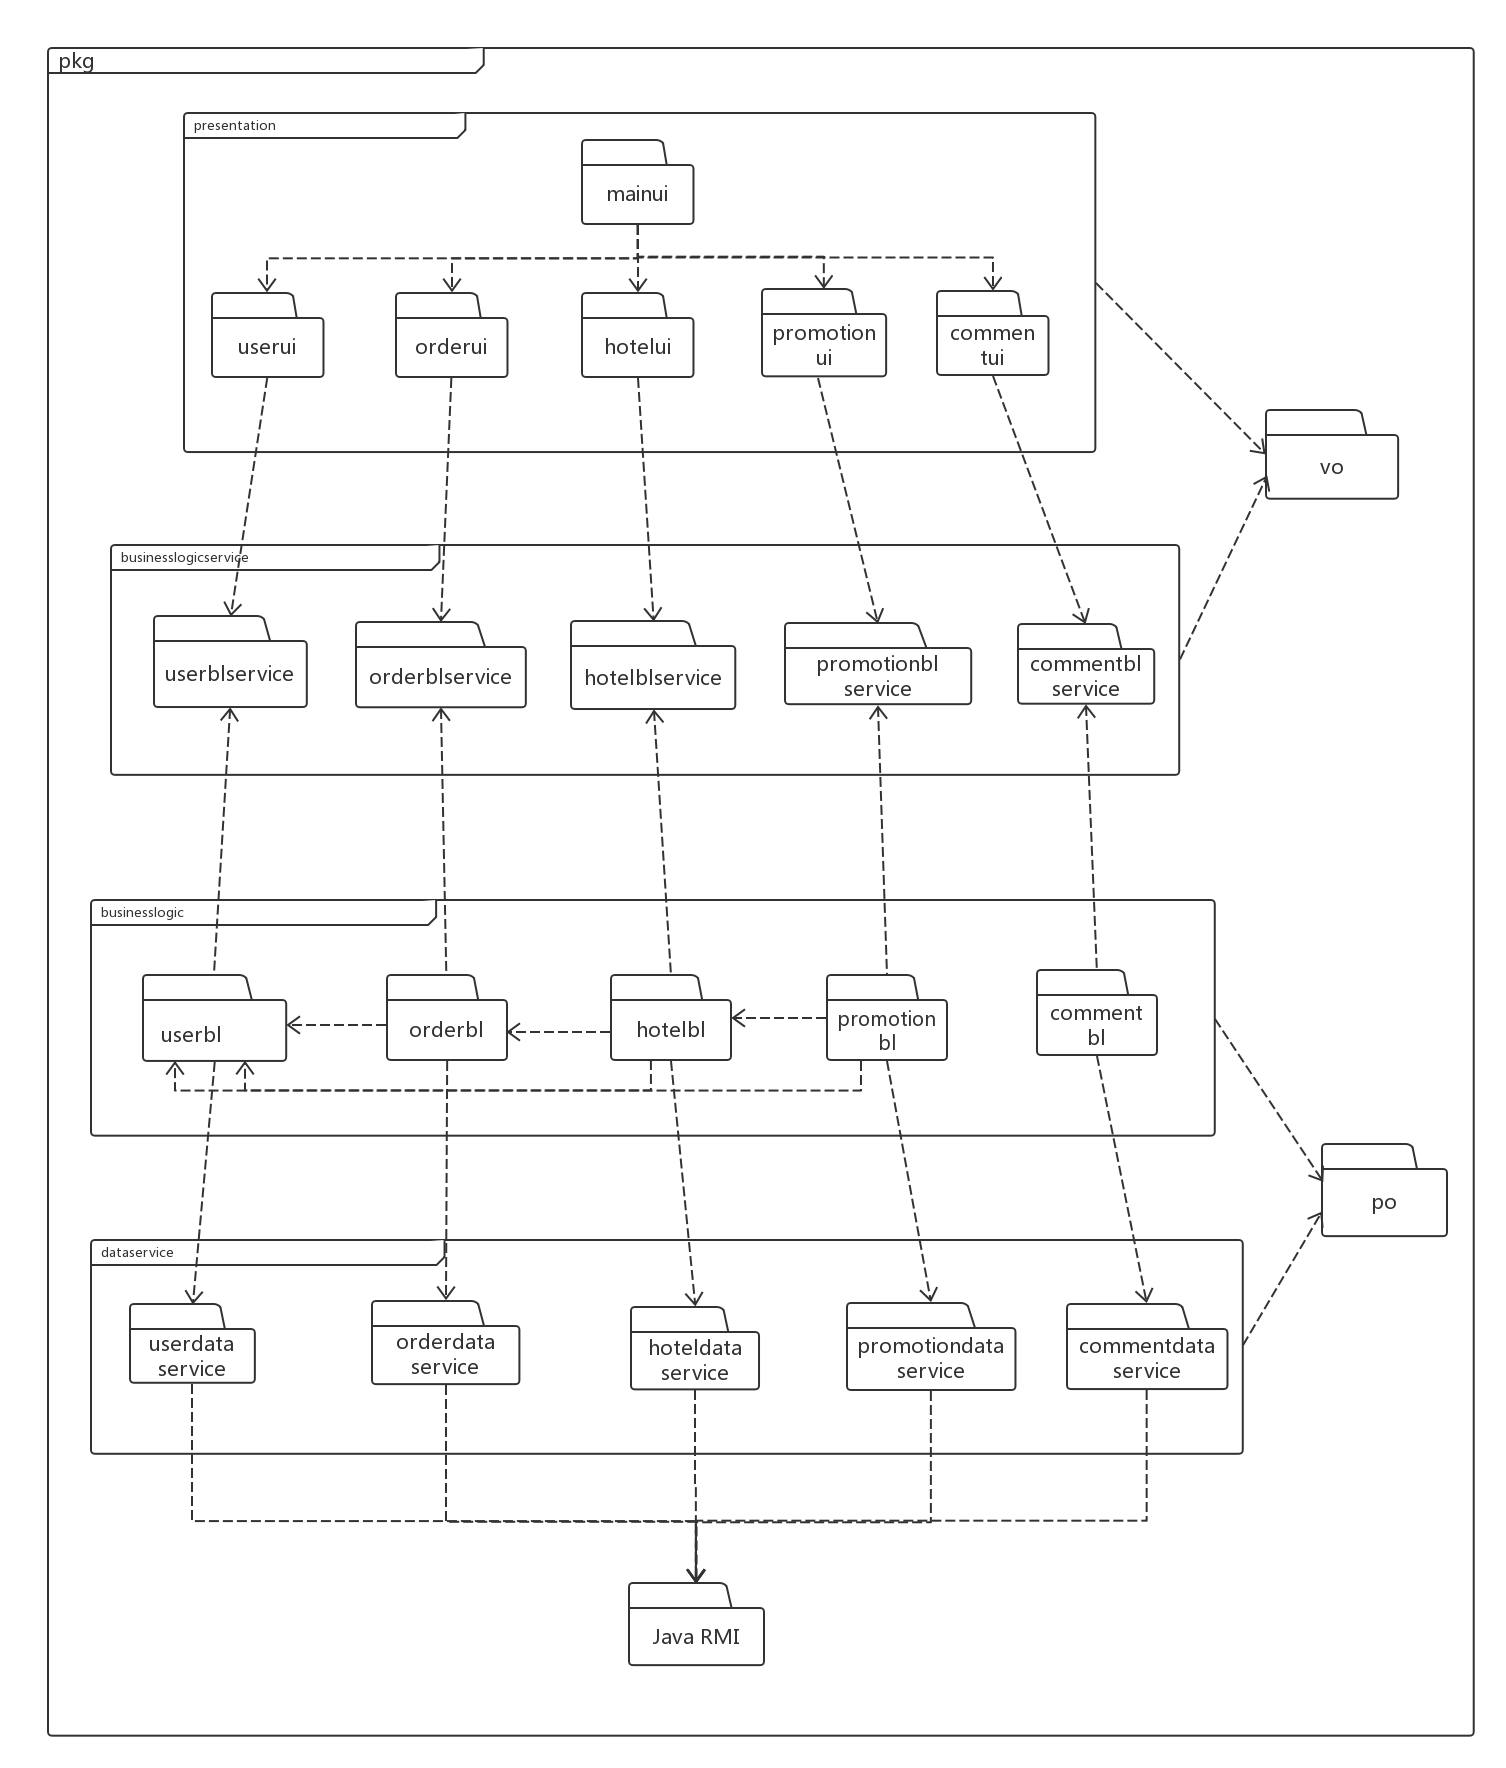 pkg
presentation
mainui
userui
orderui
hotelui
promotion
ui
commen
tui
vo
businesslogicservice
userblservice
orderblservice
hotelblservice
promotionbl
service
commentbl
service
businesslogic
userbl
orderbl
hotelbl
promotion
bl
comment
bl
po
dataservice
userdata
service
orderdata
service
hoteldata
service
promotiondata
service
commentdata
service
Java RMI